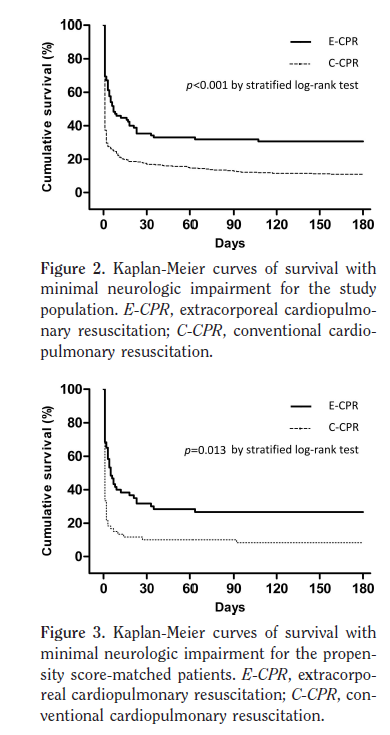 100
80
60
40
20
0
Cumulative survival (%)
E-CPR
C-CPR
p<0.001 by stratified log-rank test
0 30 60 90 120 150 180
Days
Figure 2. Kaplan-Meier curves of survival with
minimal neurologic impairment for the study
population. E-CPR, extracorporeal cardiopulmo-
nary resuscitation; C-CPR, conventional cardio-
pulmonary resuscitation.
100
80
60
40
20
0
Cumulative survival (%)
E-CPR
C-CPR
p=0.013 by stratified log-rank test
0 30 60 90 120 150 180
Days
Figure 3. Kaplan-Meier curves of survival with
minimal neurologic impairment for the propen-
sity score-matched patients. E-CPR, extracorpo-
real cardiopulmonary resuscitation; C-CPR, con-
ventional cardiopulmonary resuscitation.